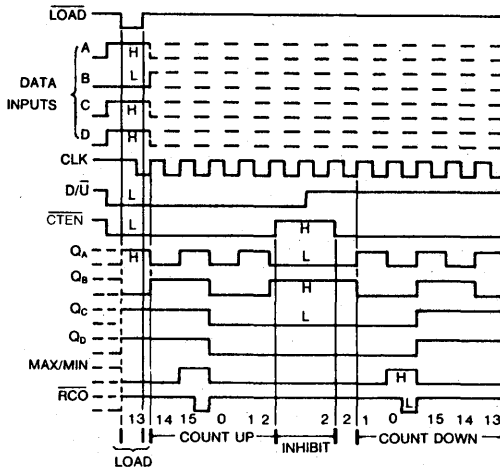 LOAD
A H
DATA
INPUTS
B L
C H
D H
CLK
D/U L
CTEN L H
QA H L
QB H
QC L
QD
MAX/MIN H
RCO L
13 14 15 0 1 2 2 2 1 0 15 14 13
COUNT UP INHIBIT COUNT DOWN
LOAD